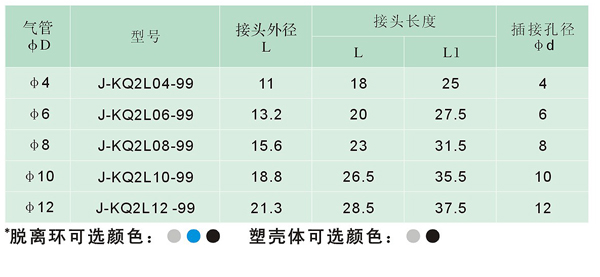 气管 型号 接头外径 接头长度 插接孔径
φD L L L1 φd
φ4 J-KQ2L04-99 11 18 25 4
φ6 J-KQ2L06-99 13.2 20 27.5 6
φ8 J-KQ2L08-99 15.6 23 31.5 8
φ10 J-KQ2L10-99 18.8 26.5 35.5 10
φ12 J-KQ2L12-99 21.3 28.5 37.5 12
*脱离环可选颜色： 塑壳体可选颜色：